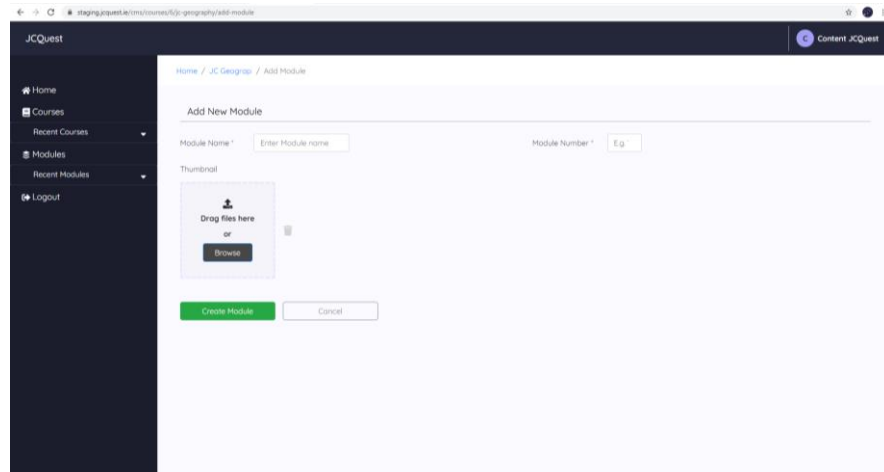 staging.jcquest.ie/cms/courses/6/jc-geography/add-module
JCQuest
C Content JCQuest
Home / JC Geograp / Add Module
Home
Courses
Recent Courses
Modules
Recent Modules
Logout
Add New Module
Module Name * Enter Module name Module Number * E.g.
Thumbnail
Drag files here
or
Browse
Create Module Cancel